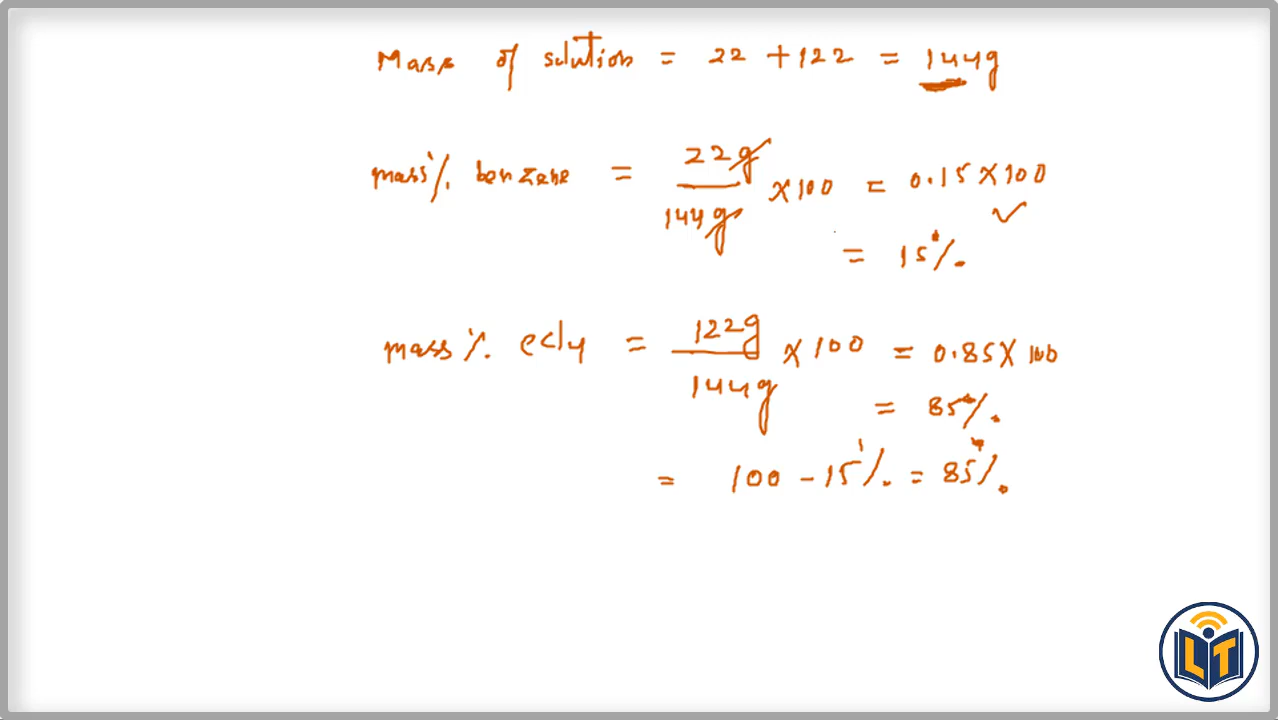 Mass of solution = 22 + 122 = 144g
mass % benzene = 22g / 144g × 100 = 0.15 × 100
= 15%.
mass %. ccl4 = 122g / 144g × 100 = 0.85 × 100
= 85%.
= 100 - 15%. = 85%.
LT